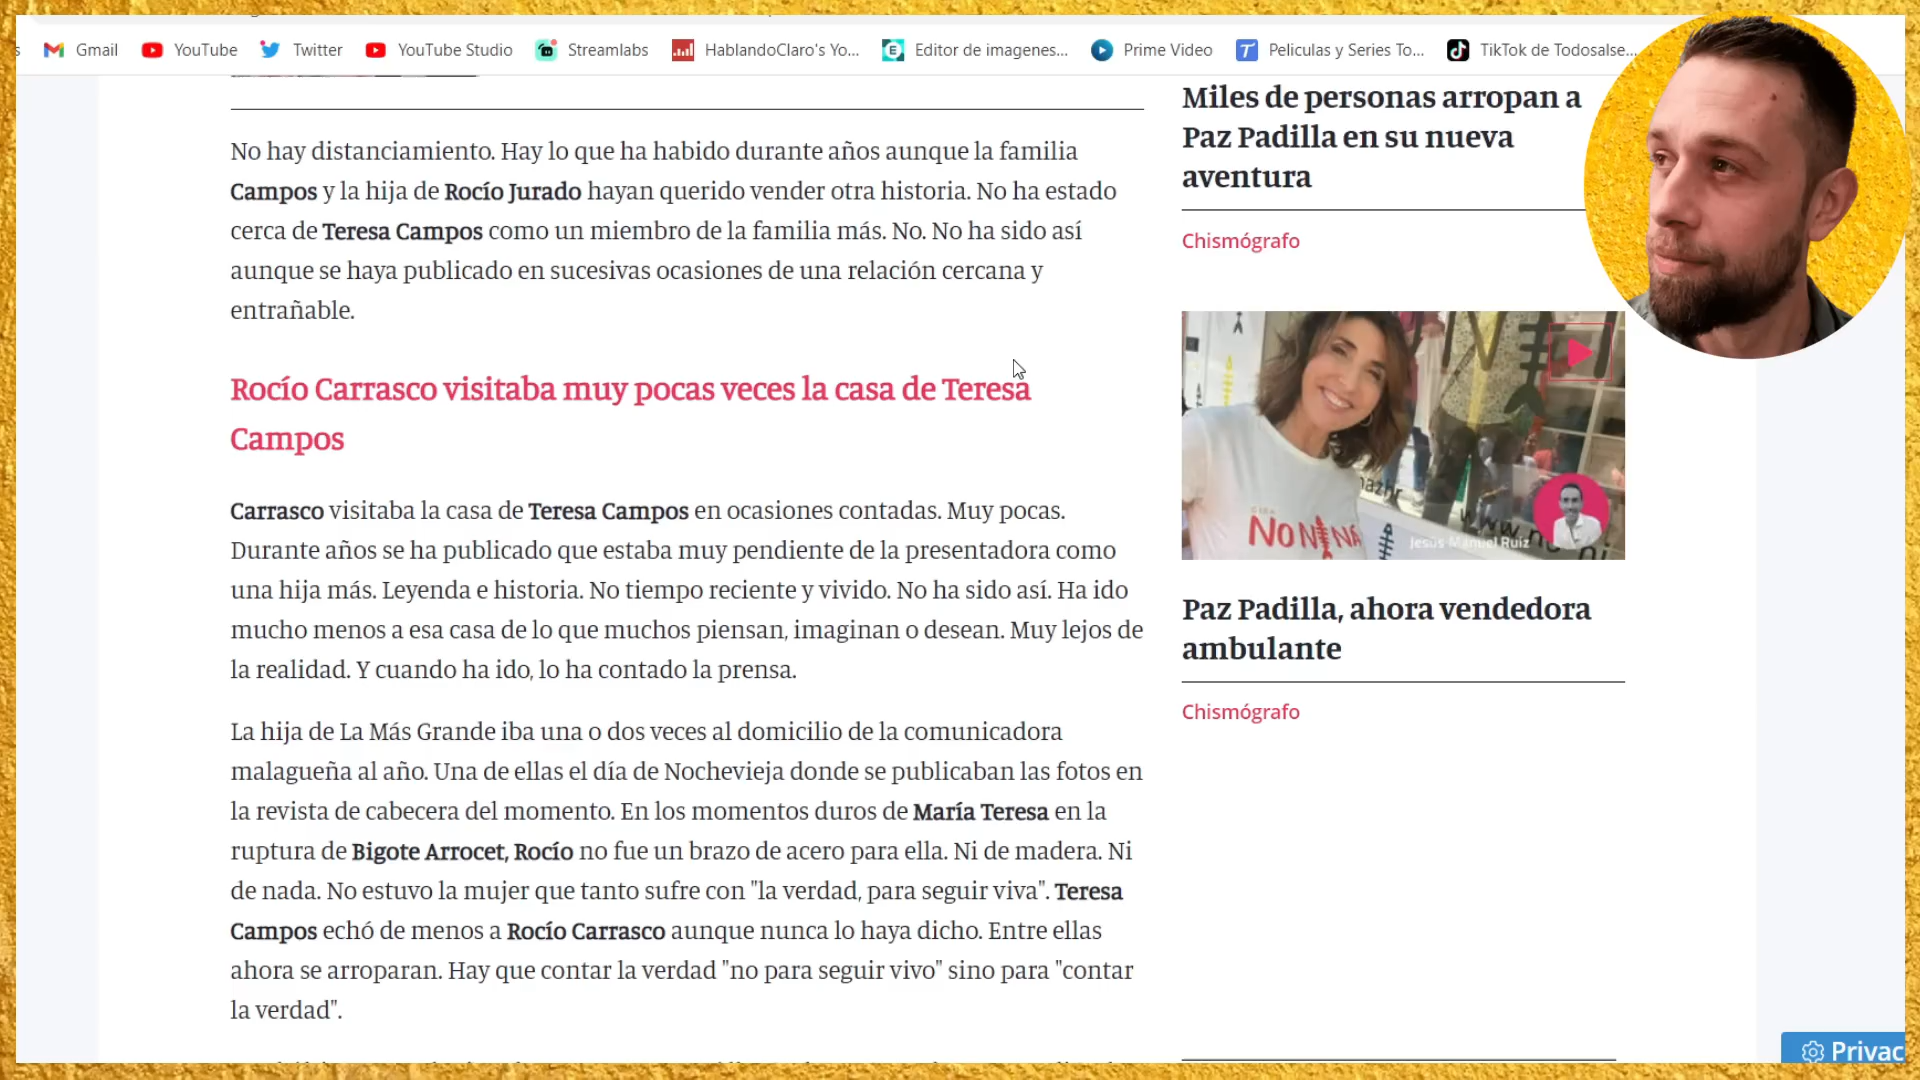 Gmail
YouTube
Twitter
YouTube Studio
Streamlabs
HablandoClaro's Yo...
Editor de imagenes...
Prime Video
Peliculas y Series To...
TikTok de Todosalse...
No hay distanciamiento. Hay lo que ha habido durante años aunque la familia
Campos y la hija de Rocío Jurado hayan querido vender otra historia. No ha estado
cerca de Teresa Campos como un miembro de la familia más. No. No ha sido así
aunque se haya publicado en sucesivas ocasiones de una relación cercana y
entrañable.
Rocío Carrasco visitaba muy pocas veces la casa de Teresa
Campos
Carrasco visitaba la casa de Teresa Campos en ocasiones contadas. Muy pocas.
Durante años se ha publicado que estaba muy pendiente de la presentadora como
una hija más. Leyenda e historia. No tiempo reciente y vivido. No ha sido así. Ha ido
mucho menos a esa casa de lo que muchos piensan, imaginan o desean. Muy lejos de
la realidad. Y cuando ha ido, lo ha contado la prensa.
La hija de La Más Grande iba una o dos veces al domicilio de la comunicadora
malagueña al año. Una de ellas el día de Nochevieja donde se publicaban las fotos en
la revista de cabecera del momento. En los momentos duros de María Teresa en la
ruptura de Bigote Arrocet, Rocío no fue un brazo de acero para ella. Ni de madera. Ni
de nada. No estuvo la mujer que tanto sufre con "la verdad, para seguir viva". Teresa
Campos echó de menos a Rocío Carrasco aunque nunca lo haya dicho. Entre ellas
ahora se arroparan. Hay que contar la verdad "no para seguir vivo" sino para "contar
la verdad".
Miles de personas arropan a
Paz Padilla en su nueva
aventura
Chismógrafo
NO NINA
Jesús Manuel Ruiz
Paz Padilla, ahora vendedora
ambulante
Chismógrafo
Privac